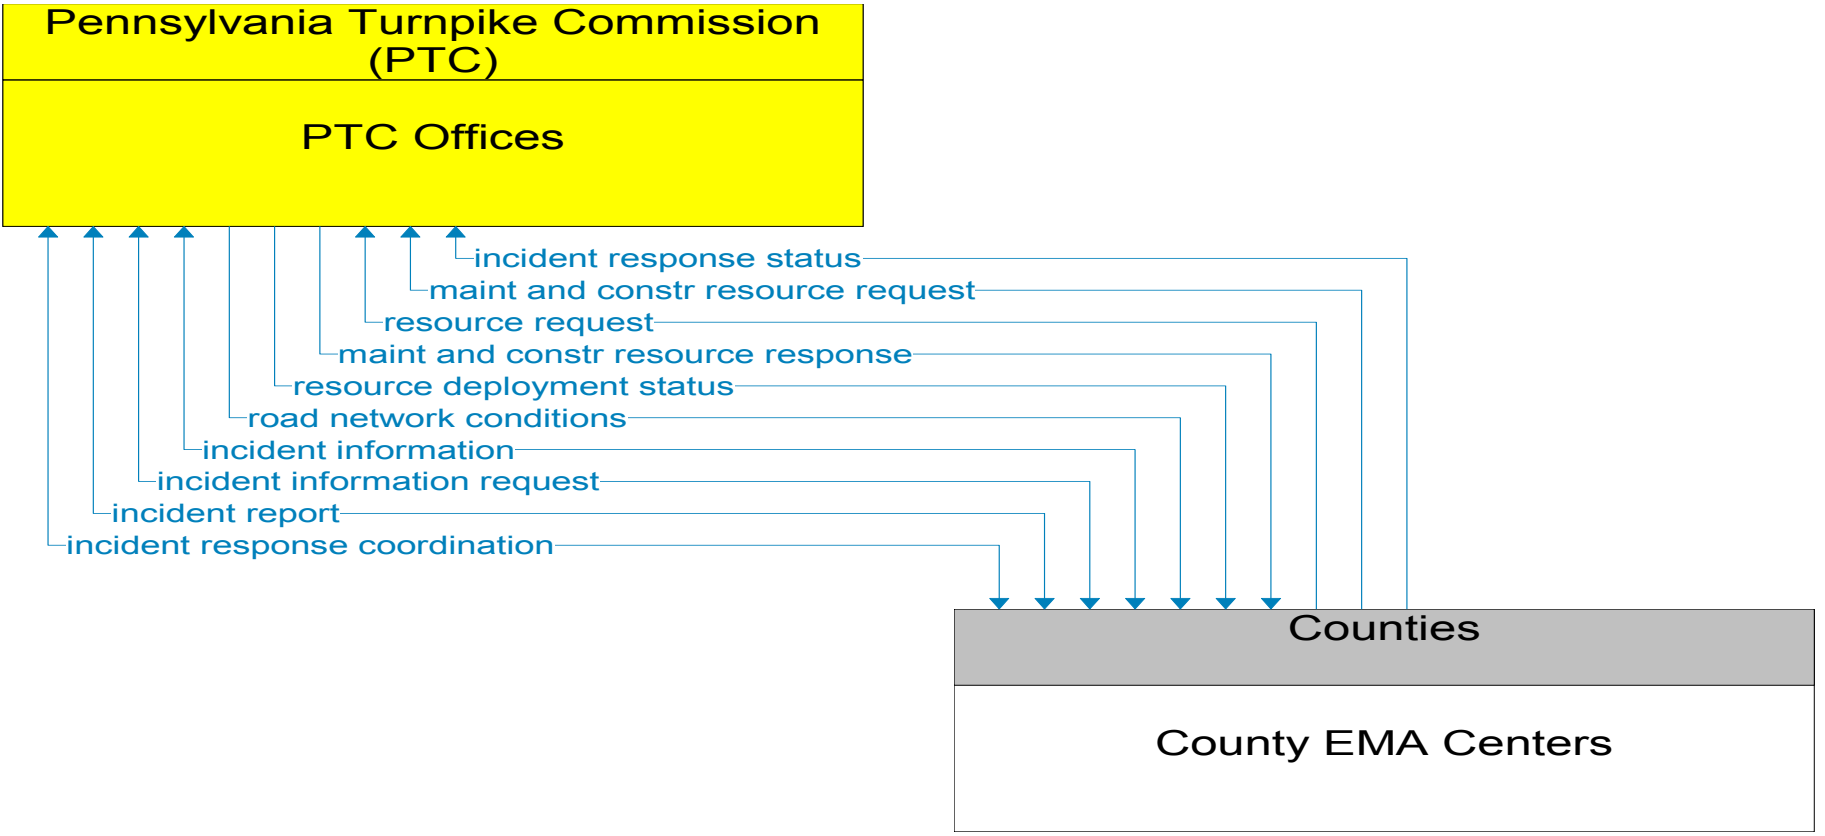 Pennsylvania Turnpike Commission
(PTC)
PTC Offices
incident response status
maint and constr resource request
resource request
maint and constr resource response
resource deployment status
road network conditions
incident information
incident information request
incident report
incident response coordination
Counties
County EMA Centers